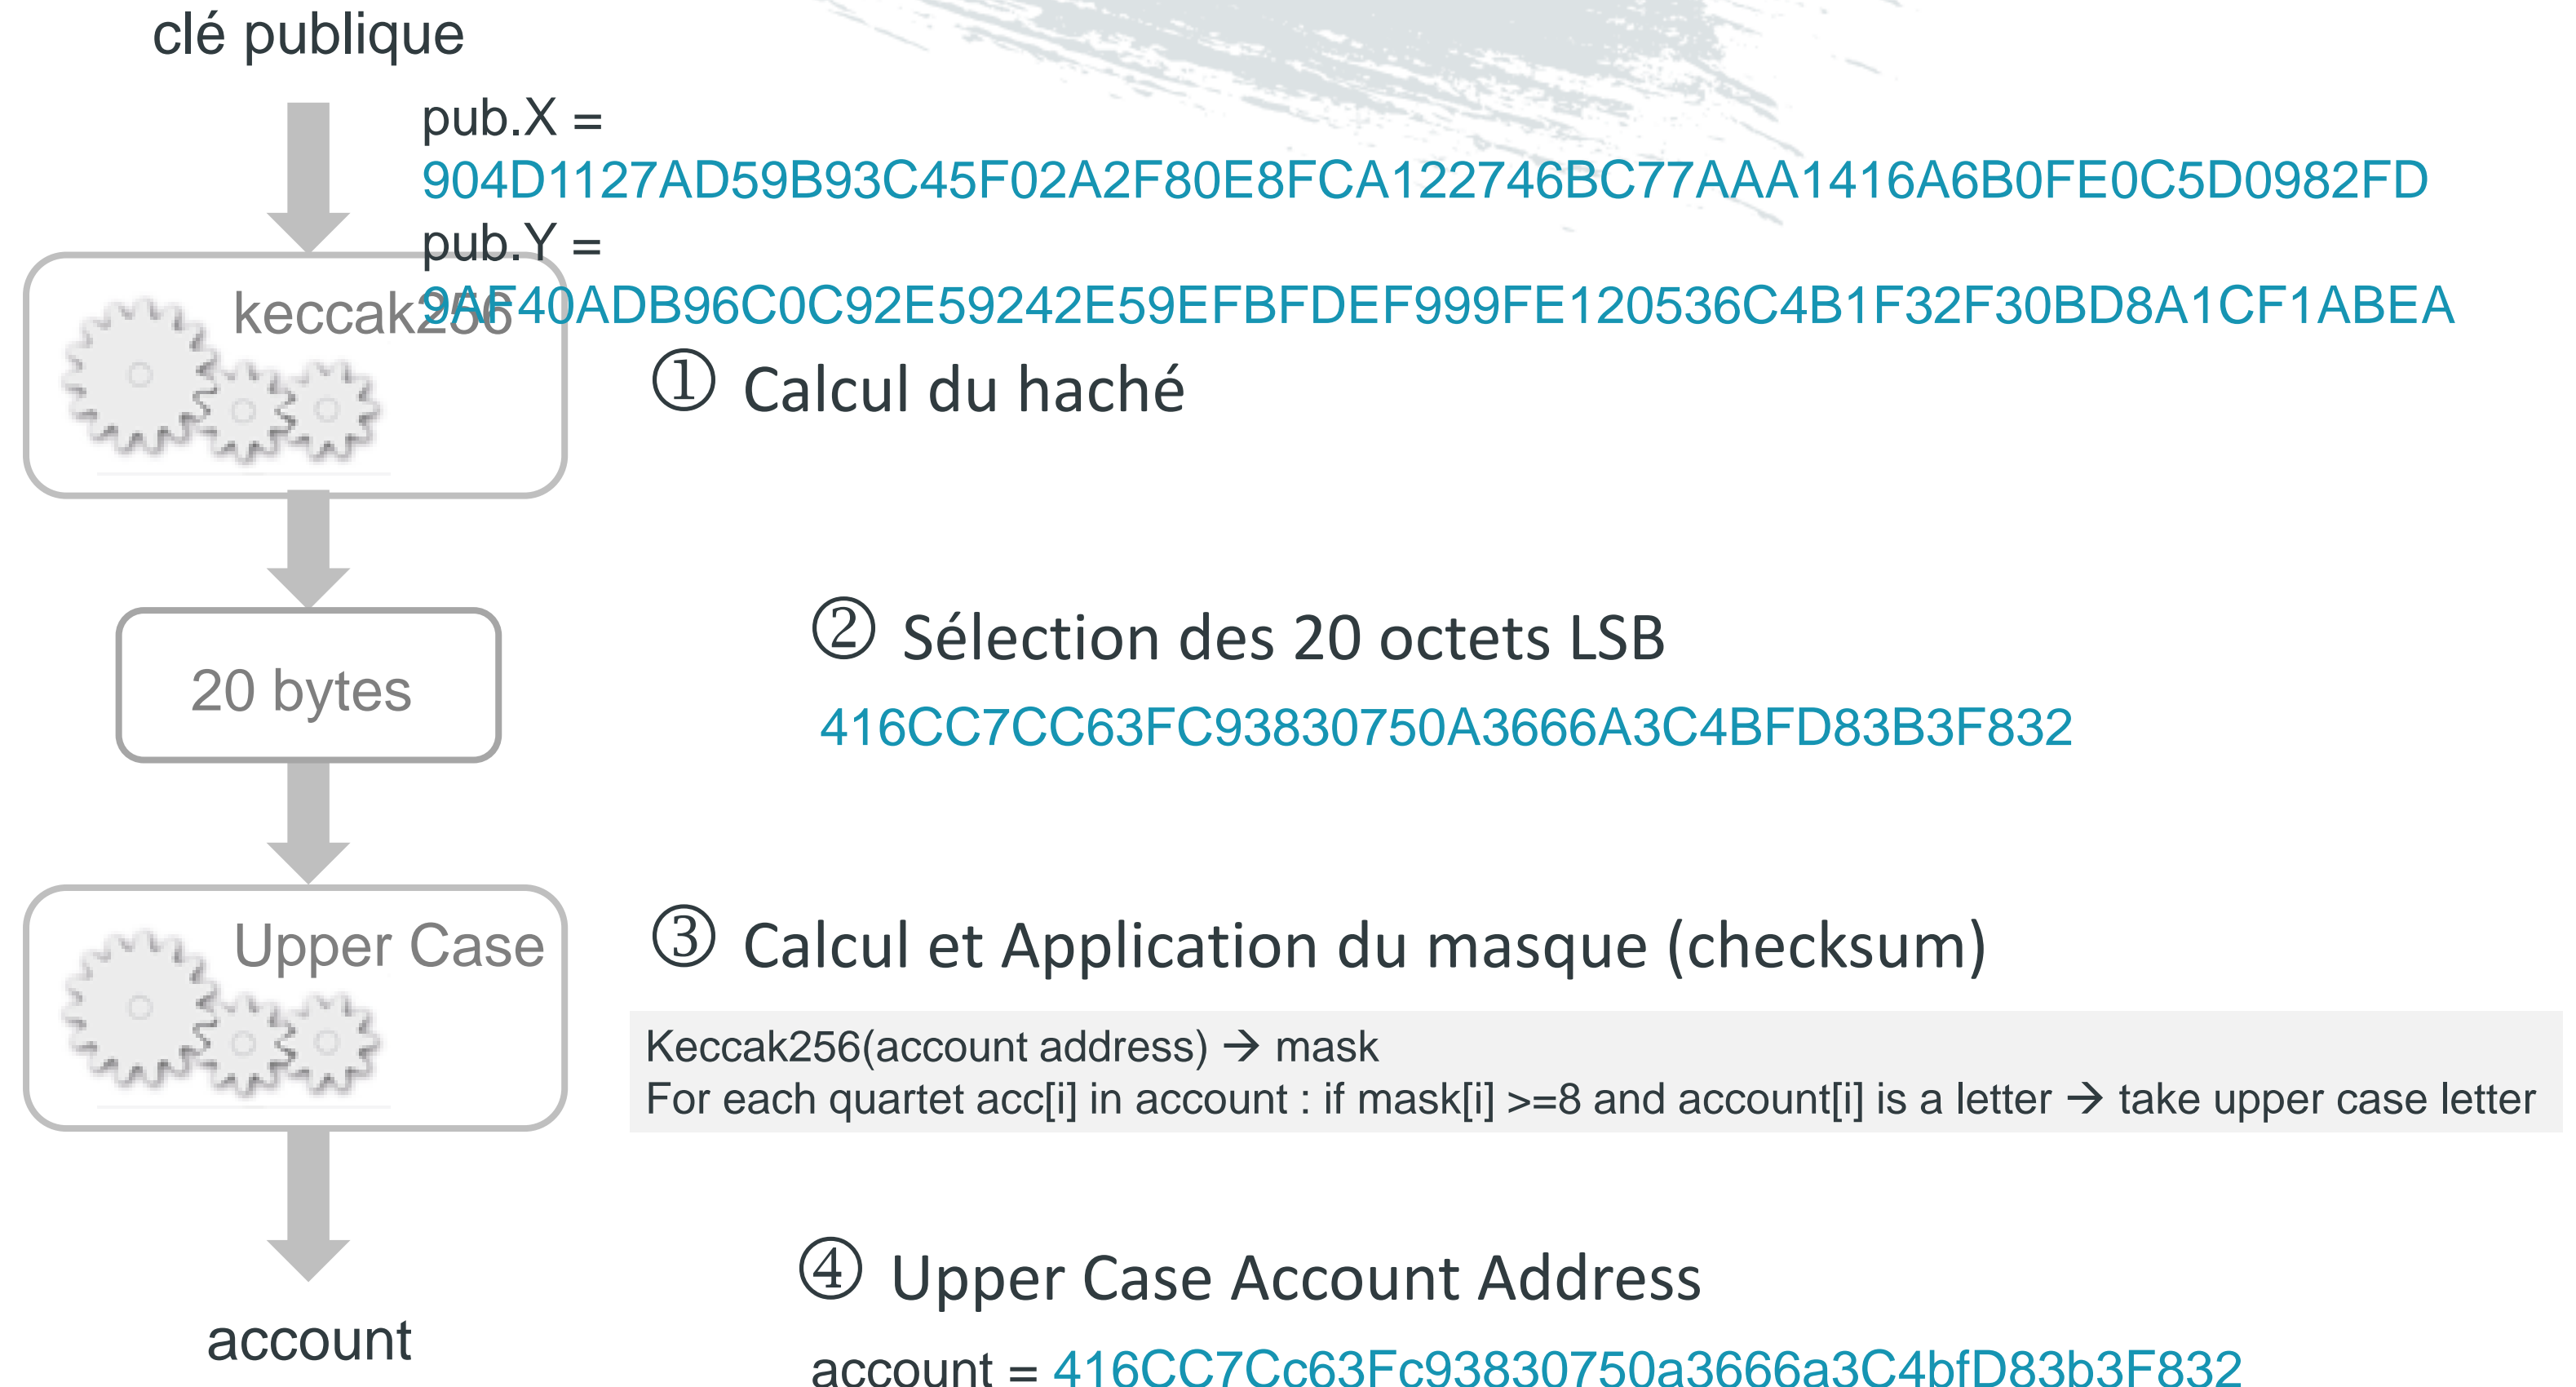 clé publique
pub.X =
904D1127AD59B93C45F02A2F80E8FCA122746BC77AAA1416A6B0FE0C5D0982FD
pub.Y =
9AF40ADB96C0C92E59242E59EFBFDEF999FE120536C4B1F32F30BD8A1CF1ABEA
keccak256
① Calcul du haché
② Sélection des 20 octets LSB
20 bytes
416CC7CC63FC93830750A3666A3C4BFD83B3F832
Upper Case
③ Calcul et Application du masque (checksum)
Keccak256(account address) → mask
For each quartet acc[i] in account : if mask[i] >=8 and account[i] is a letter → take upper case letter
④ Upper Case Account Address
account
account = 416CC7Cc63Fc93830750a3666a3C4bfD83b3F832